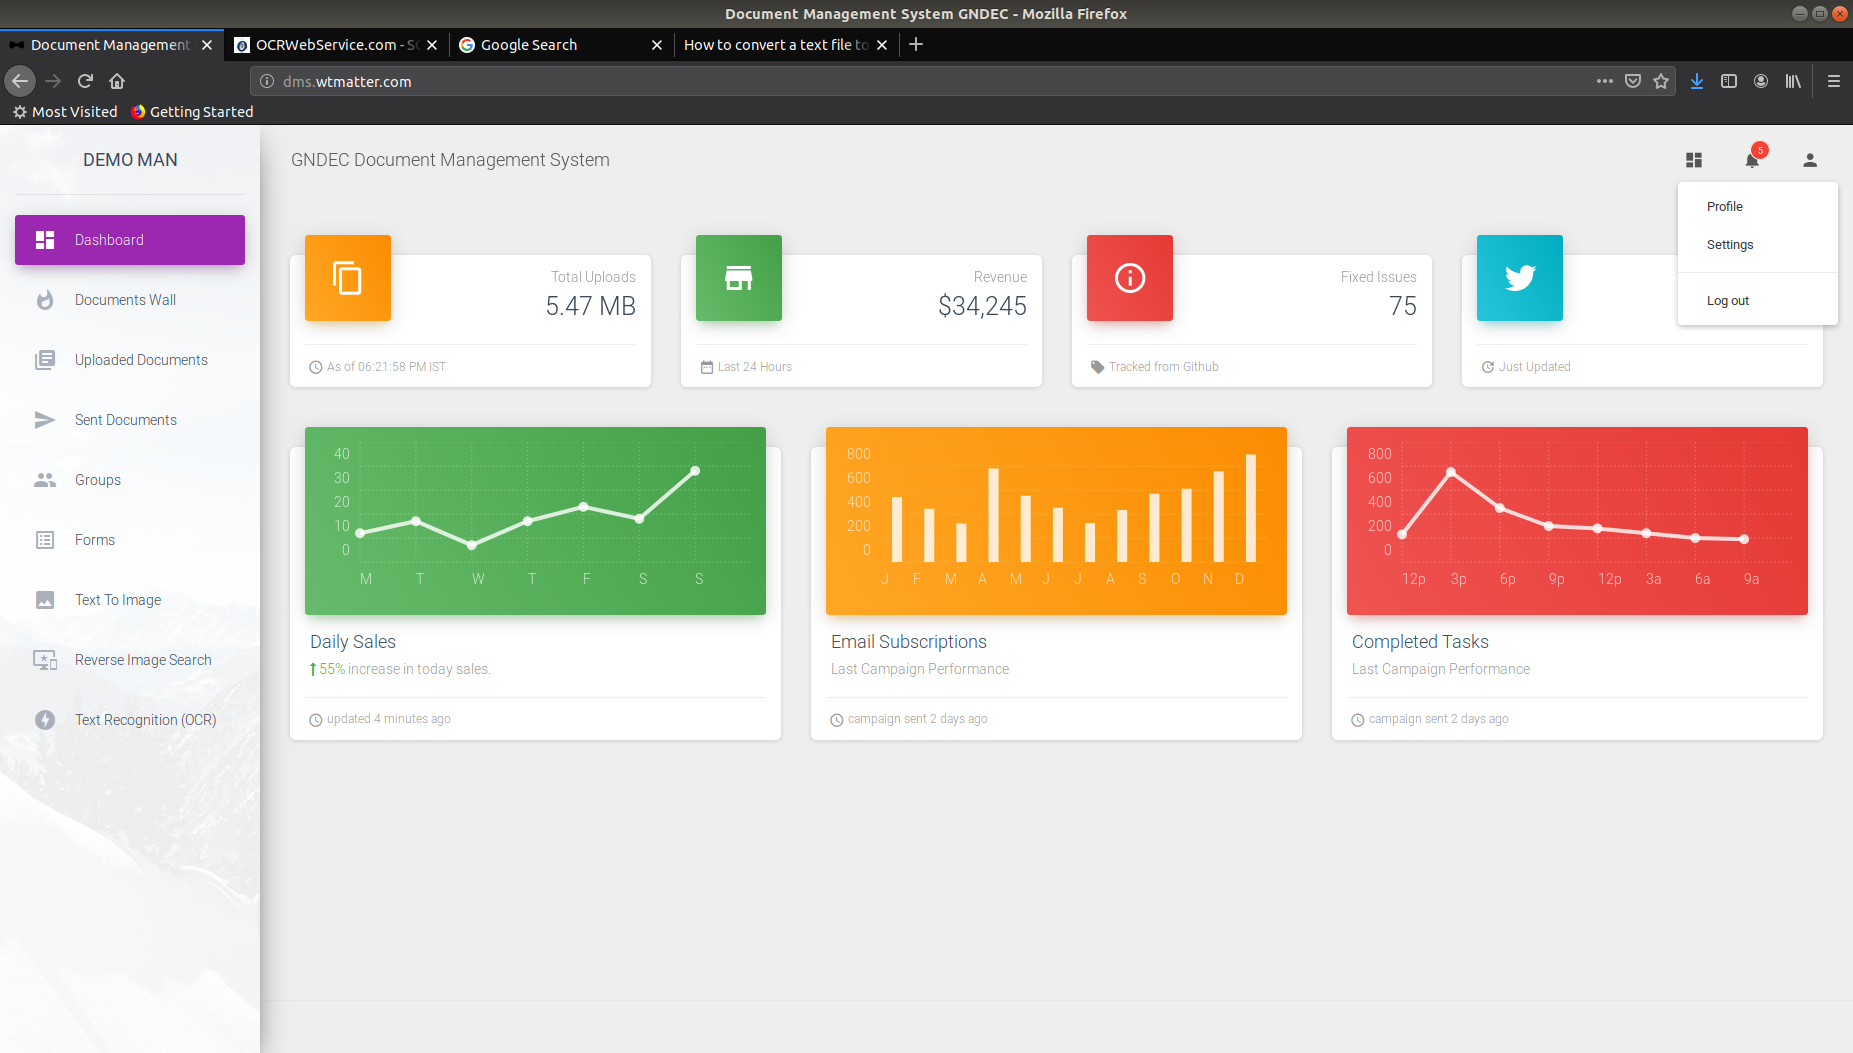 Document Management System GNDEC - Mozilla Firefox
Document Management
OCRWebService.com - SO
Google Search
How to convert a text file to
dms.wtmatter.com
Most Visited
Getting Started
DEMO MAN
GNDEC Document Management System
5
Profile
Settings
Log out
Dashboard
Documents Wall
Uploaded Documents
Sent Documents
Groups
Forms
Text To Image
Reverse Image Search
Text Recognition (OCR)
Total Uploads
5.47 MB
As of 06:21:58 PM IST
Revenue
$34,245
Last 24 Hours
Fixed Issues
75
Tracked from Github
Just Updated
40
30
20
10
0
M T W T F S S
Daily Sales
55% increase in today sales.
updated 4 minutes ago
800
600
400
200
0
J F M A M J J A S O N D
Email Subscriptions
Last Campaign Performance
campaign sent 2 days ago
800
600
400
200
0
12p 3p 6p 9p 12p 3a 6a 9a
Completed Tasks
Last Campaign Performance
campaign sent 2 days ago